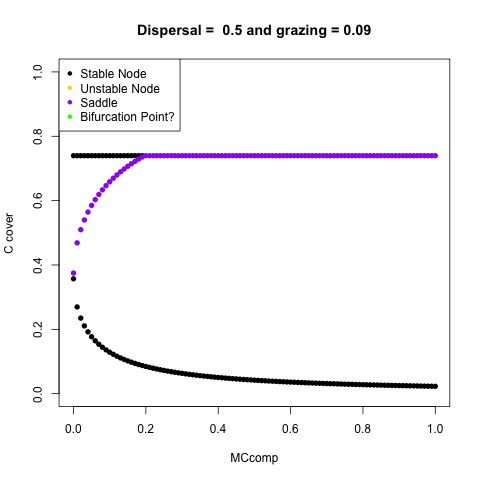 Dispersal =  0.5 and grazing = 0.09
Stable Node
Unstable Node
Saddle
Bifurcation Point?
C cover
1.0
0.8
0.6
0.4
0.2
0.0
0.0 0.2 0.4 0.6 0.8 1.0
MCcomp